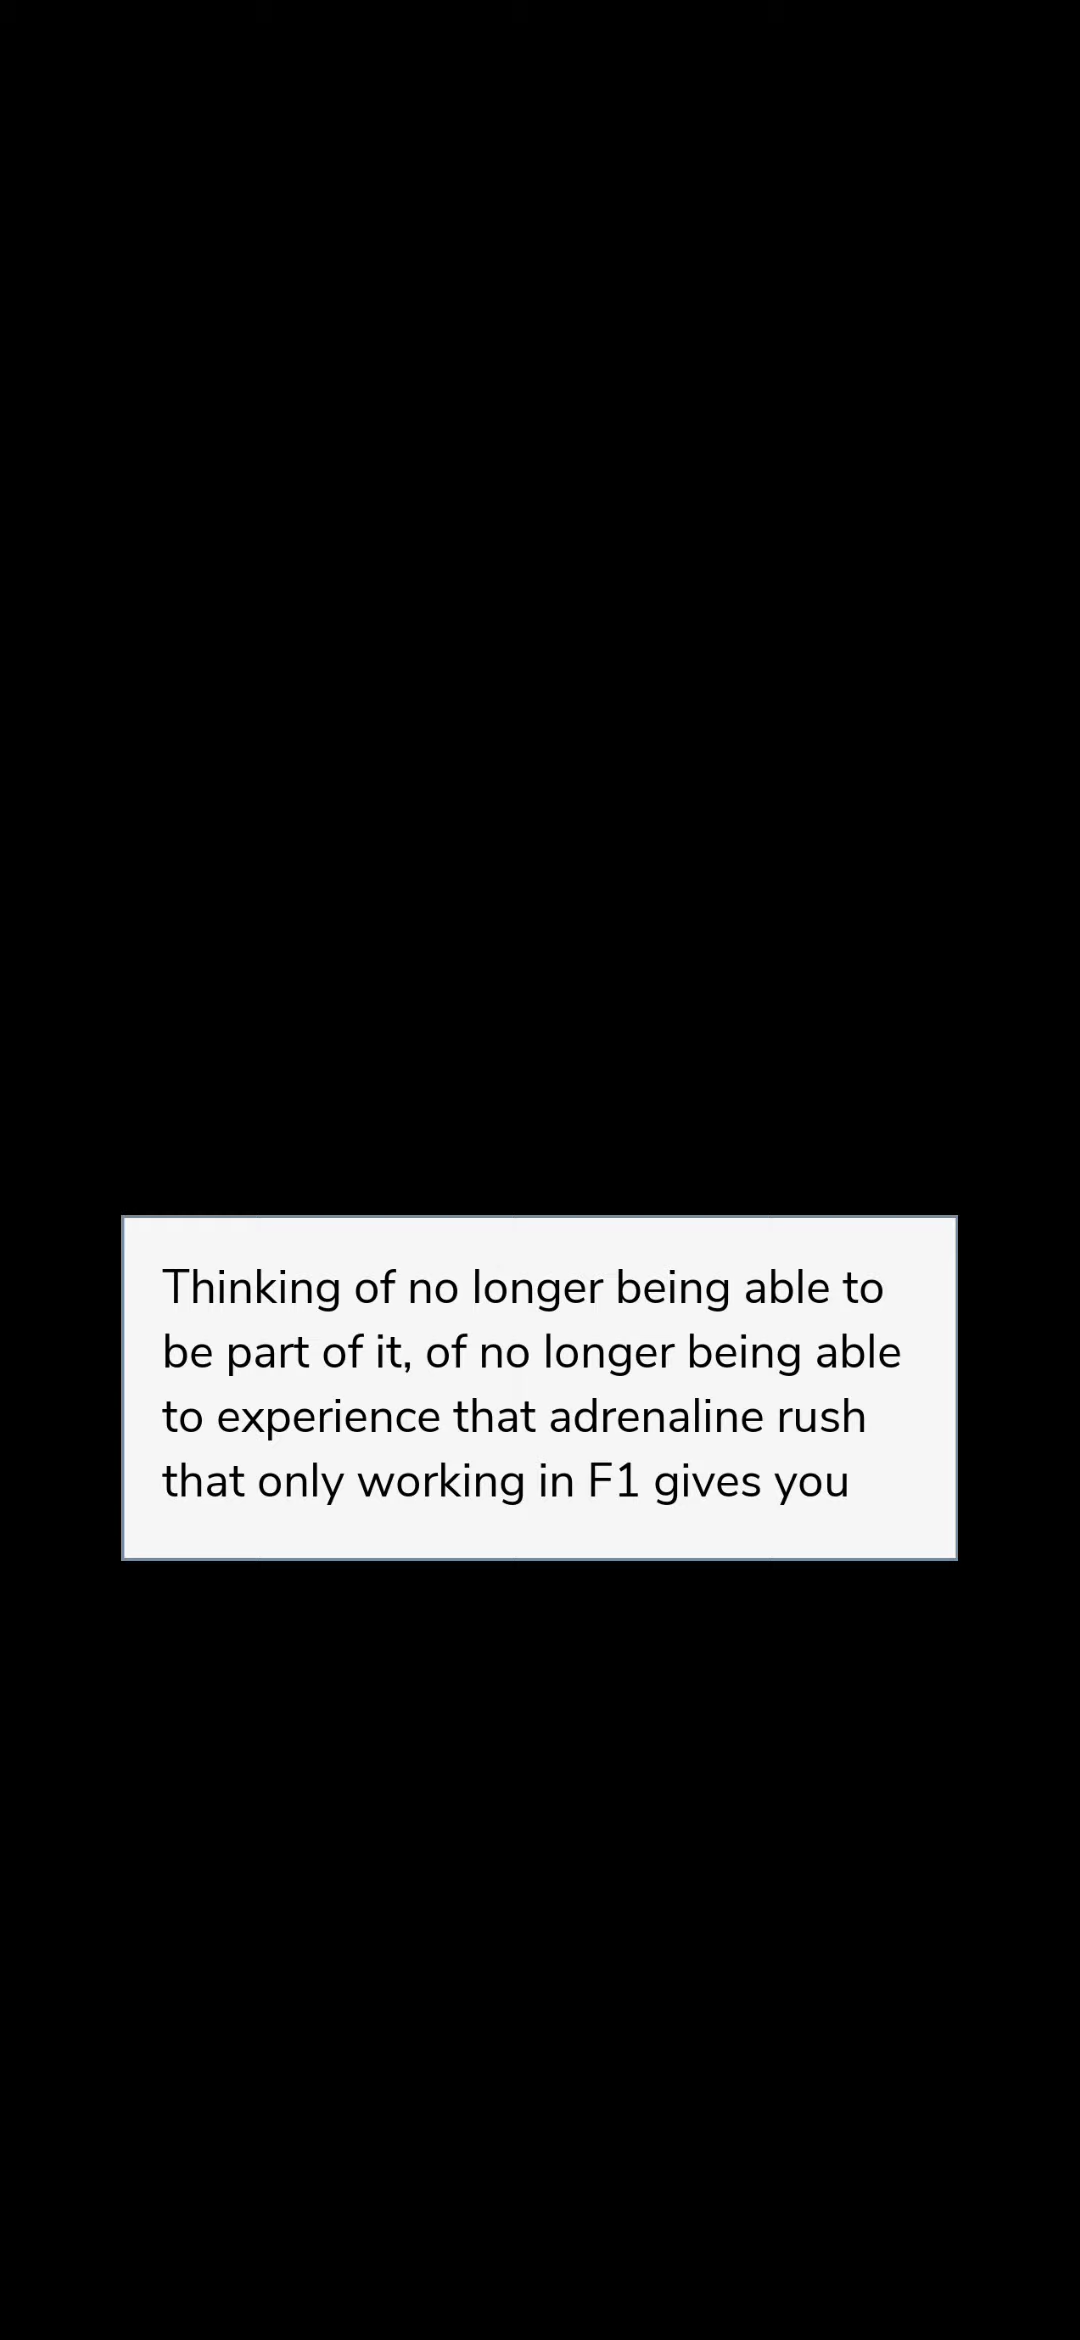 Thinking of no longer being able to
be part of it, of no longer being able
to experience that adrenaline rush
that only working in F1 gives you